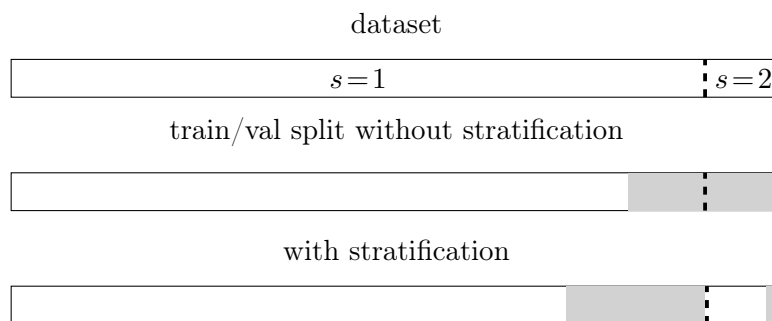 dataset
s=1 s=2
train/val split without stratification
with stratification